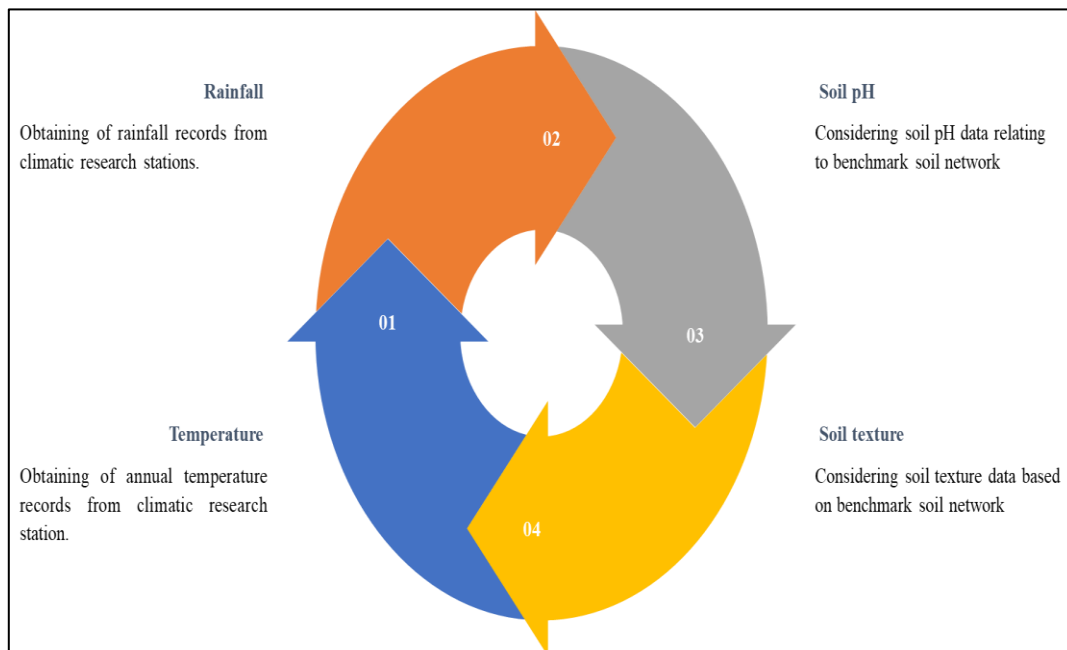 Rainfall
Obtaining of rainfall records from
climatic research stations.
02
Soil pH
Considering soil pH data relating
to benchmark soil network
01
03
Temperature
Obtaining of annual temperature
records from climatic research
station.
04
Soil texture
Considering soil texture data based
on benchmark soil network